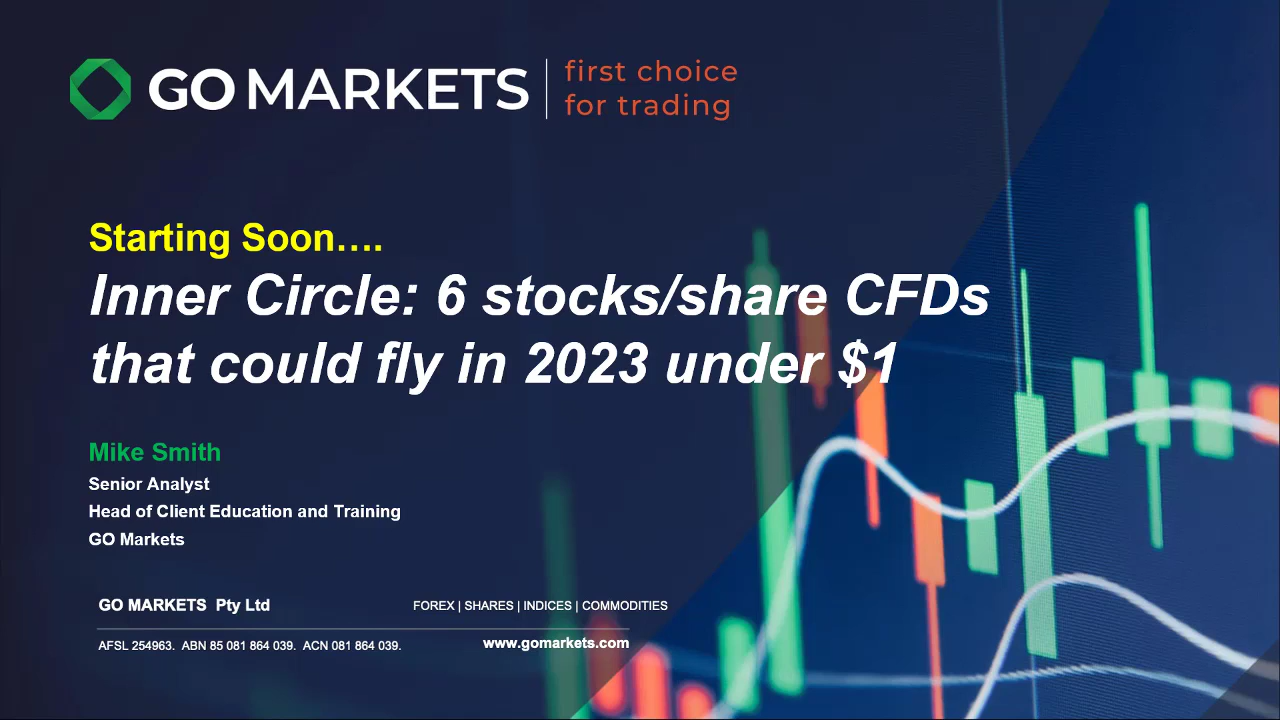 GO MARKETS
first choice
for trading
Starting Soon….
Inner Circle: 6 stocks/share CFDs
that could fly in 2023 under $1
Mike Smith
Senior Analyst
Head of Client Education and Training
GO Markets
GO MARKETS Pty Ltd
FOREX | SHARES | INDICES | COMMODITIES
AFSL 254963. ABN 85 081 864 039. ACN 081 864 039.
www.gomarkets.com